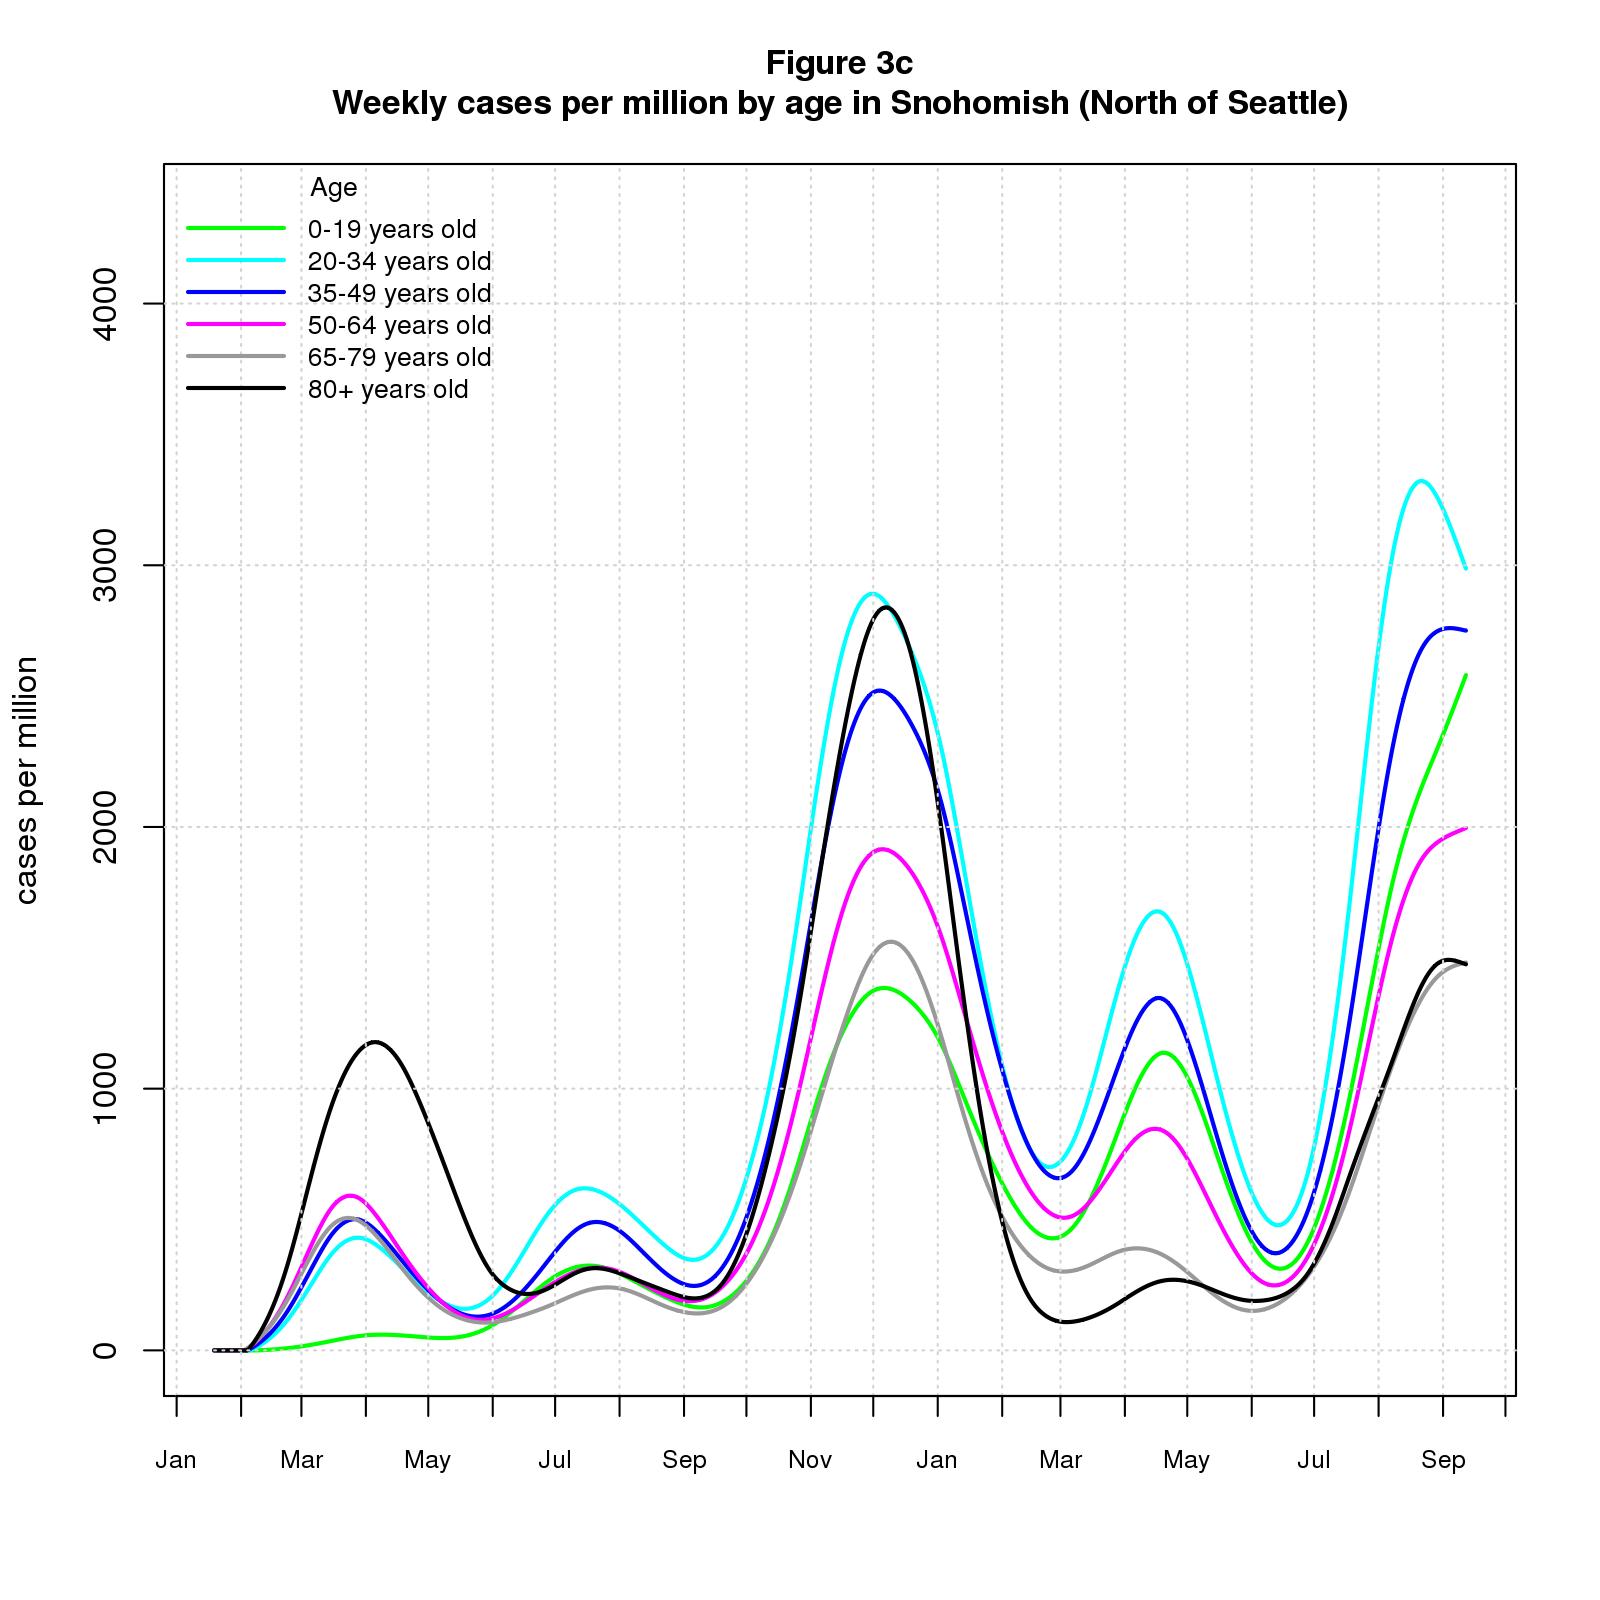 Figure 3c
Weekly cases per million by age in Snohomish (North of Seattle)
Age
0-19 years old
20-34 years old
35-49 years old
50-64 years old
65-79 years old
80+ years old
cases per million
4000
3000
2000
1000
0
Jan Mar May Jul Sep Nov Jan Mar May Jul Sep